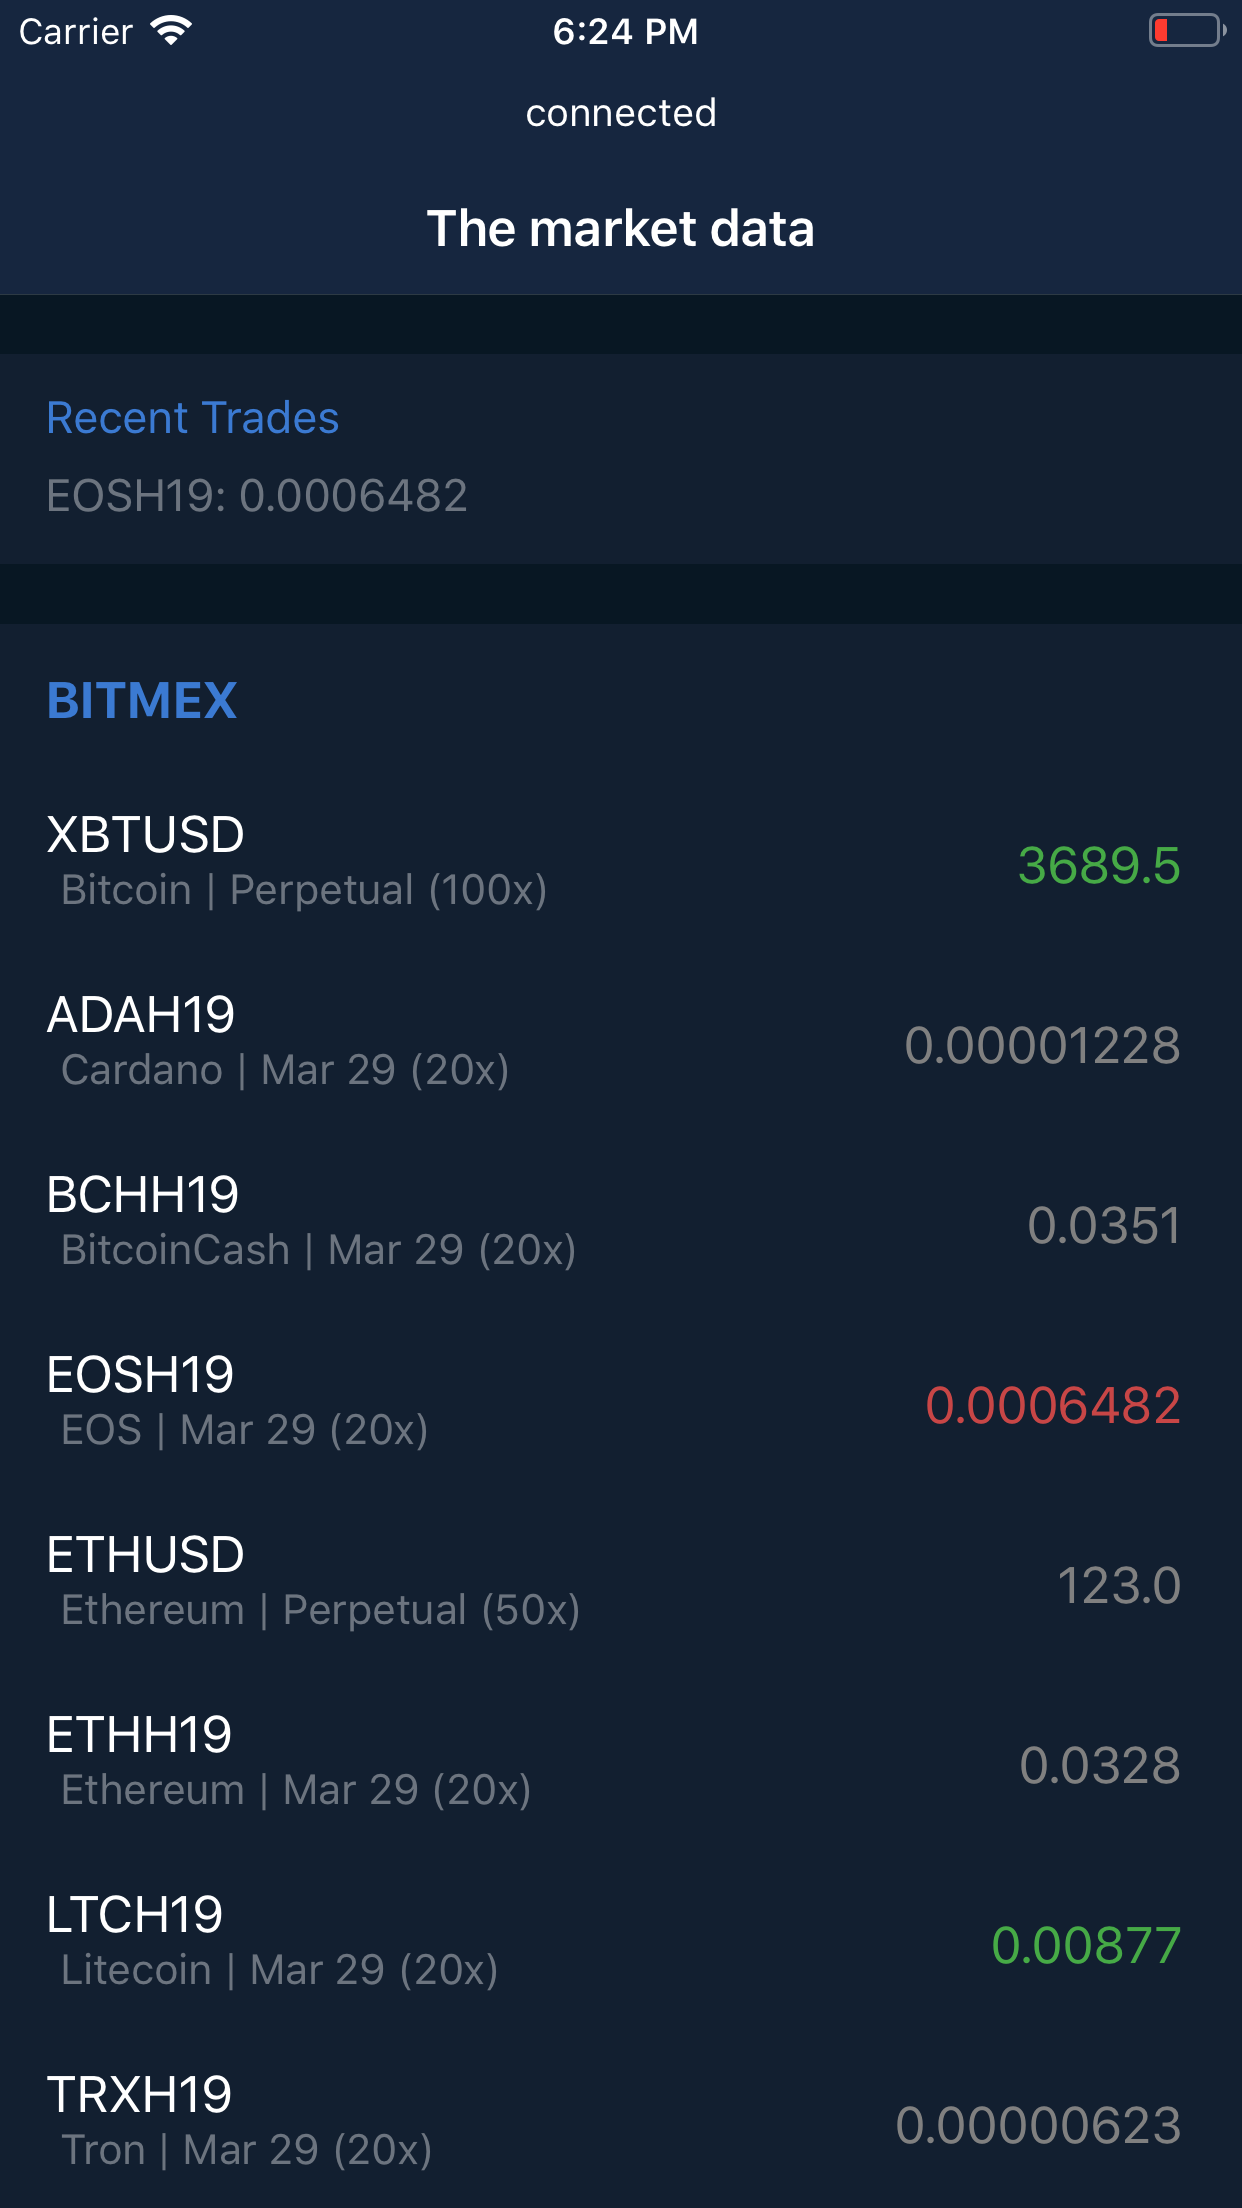 Carrier 6:24 PM
connected
The market data
Recent Trades
EOSH19: 0.0006482
BITMEX
XBTUSD
Bitcoin | Perpetual (100x)
3689.5
ADAH19
Cardano | Mar 29 (20x)
0.00001228
BCHH19
BitcoinCash | Mar 29 (20x)
0.0351
EOSH19
EOS | Mar 29 (20x)
0.0006482
ETHUSD
Ethereum | Perpetual (50x)
123.0
ETHH19
Ethereum | Mar 29 (20x)
0.0328
LTCH19
Litecoin | Mar 29 (20x)
0.00877
TRXH19
Tron | Mar 29 (20x)
0.00000623